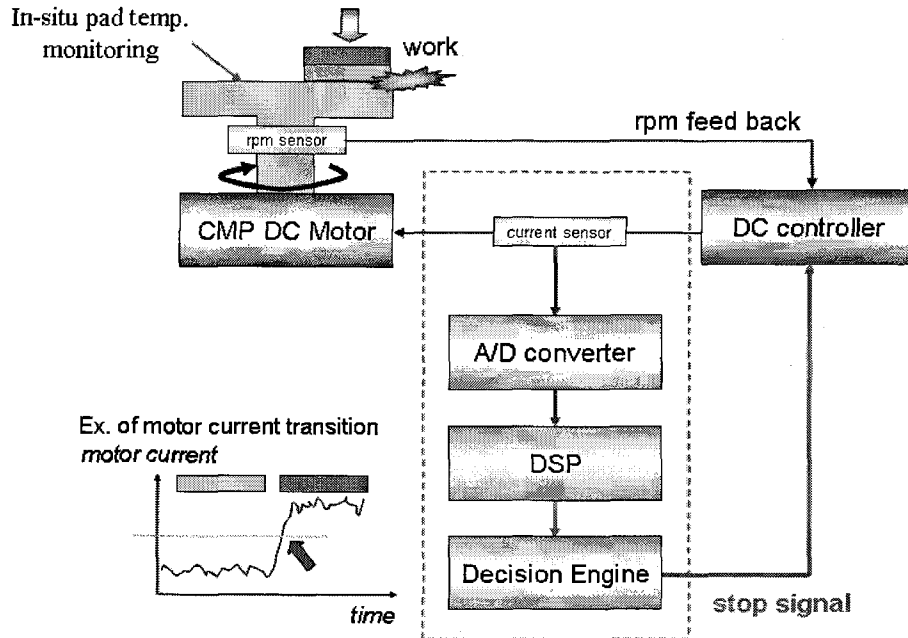 In-situ pad temp.
monitoring
work
rpm sensor
rpm feed back
CMP DC Motor
current sensor
DC controller
A/D converter
Ex. of motor current transition
motor current
DSP
Decision Engine
time
stop signal